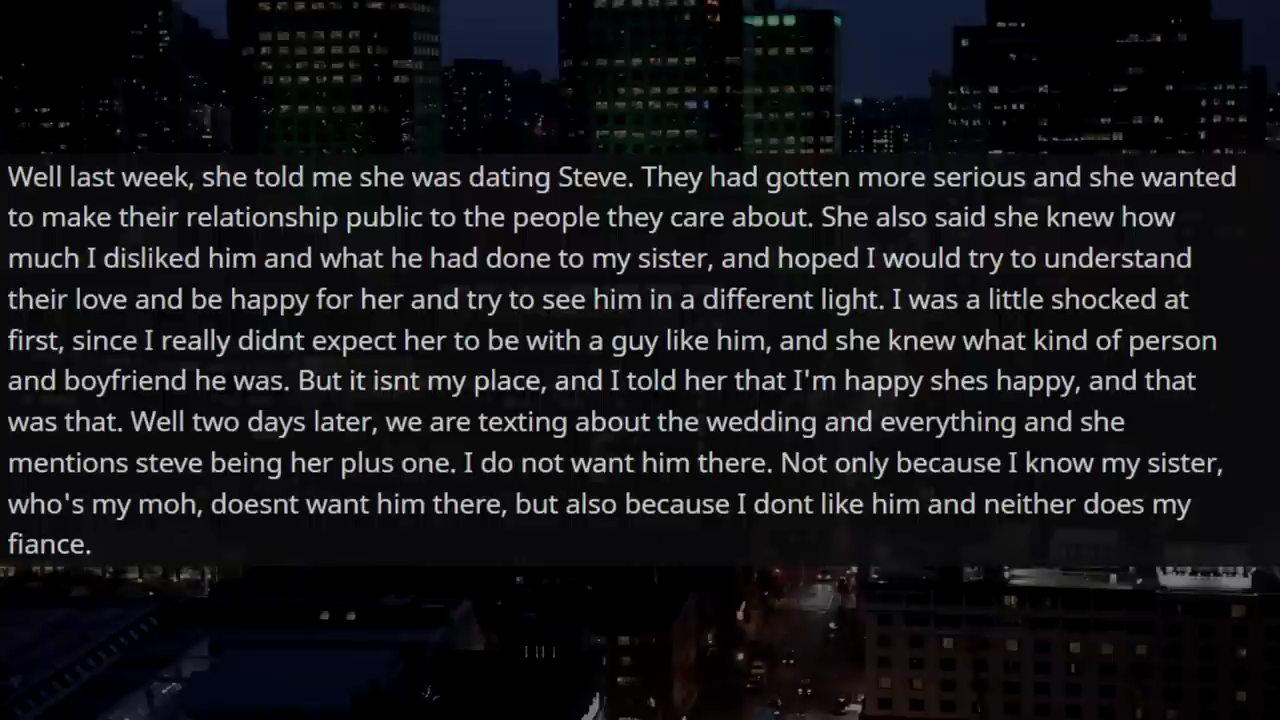 Well last week, she told me she was dating Steve. They had gotten more serious and she wanted
to make their relationship public to the people they care about. She also said she knew how
much I disliked him and what he had done to my sister, and hoped I would try to understand
their love and be happy for her and try to see him in a different light. I was a little shocked at
first, since I really didnt expect her to be with a guy like him, and she knew what kind of person
and boyfriend he was. But it isnt my place, and I told her that I'm happy shes happy, and that
was that. Well two days later, we are texting about the wedding and everything and she
mentions steve being her plus one. I do not want him there. Not only because I know my sister,
who's my moh, doesnt want him there, but also because I dont like him and neither does my
fiance.